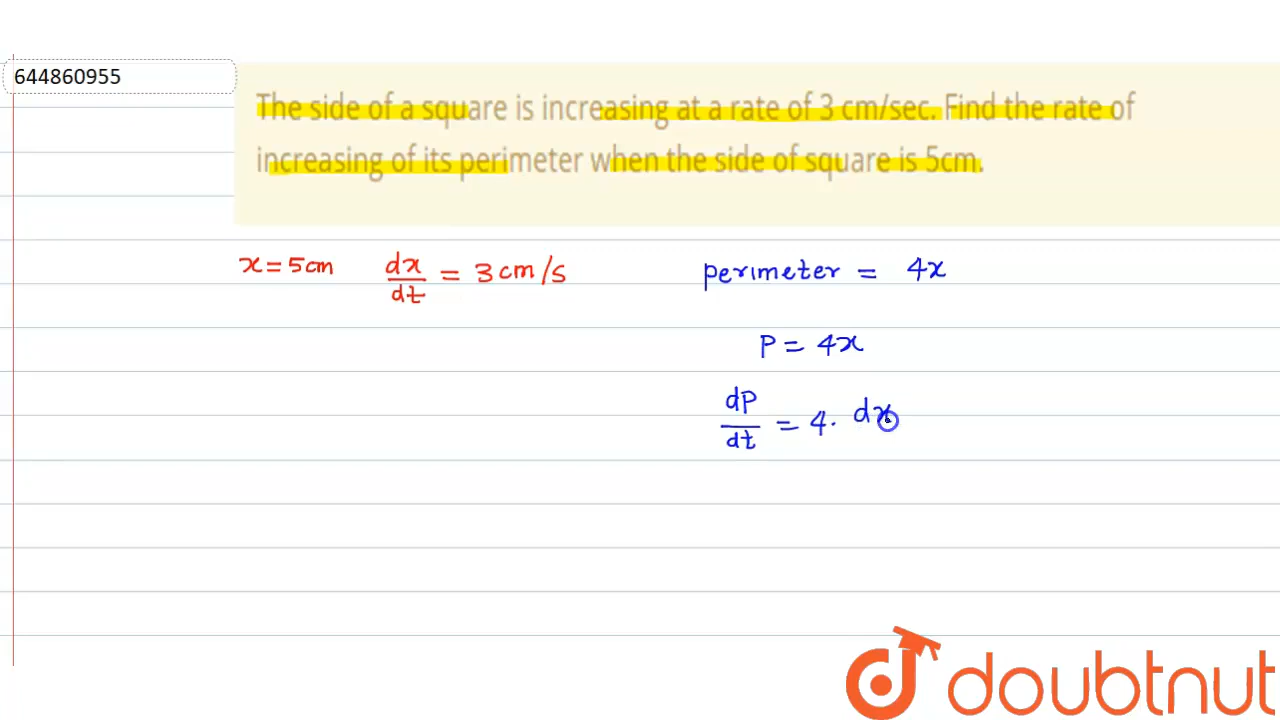 644860955
The side of a square is increasing at a rate of 3 cm/sec. Find the rate of
increasing of its perimeter when the side of square is 5cm.
x = 5cm dx/dt = 3 cm/s perimeter = 4x
P = 4x
dP/dt = 4. dx
doubtnut